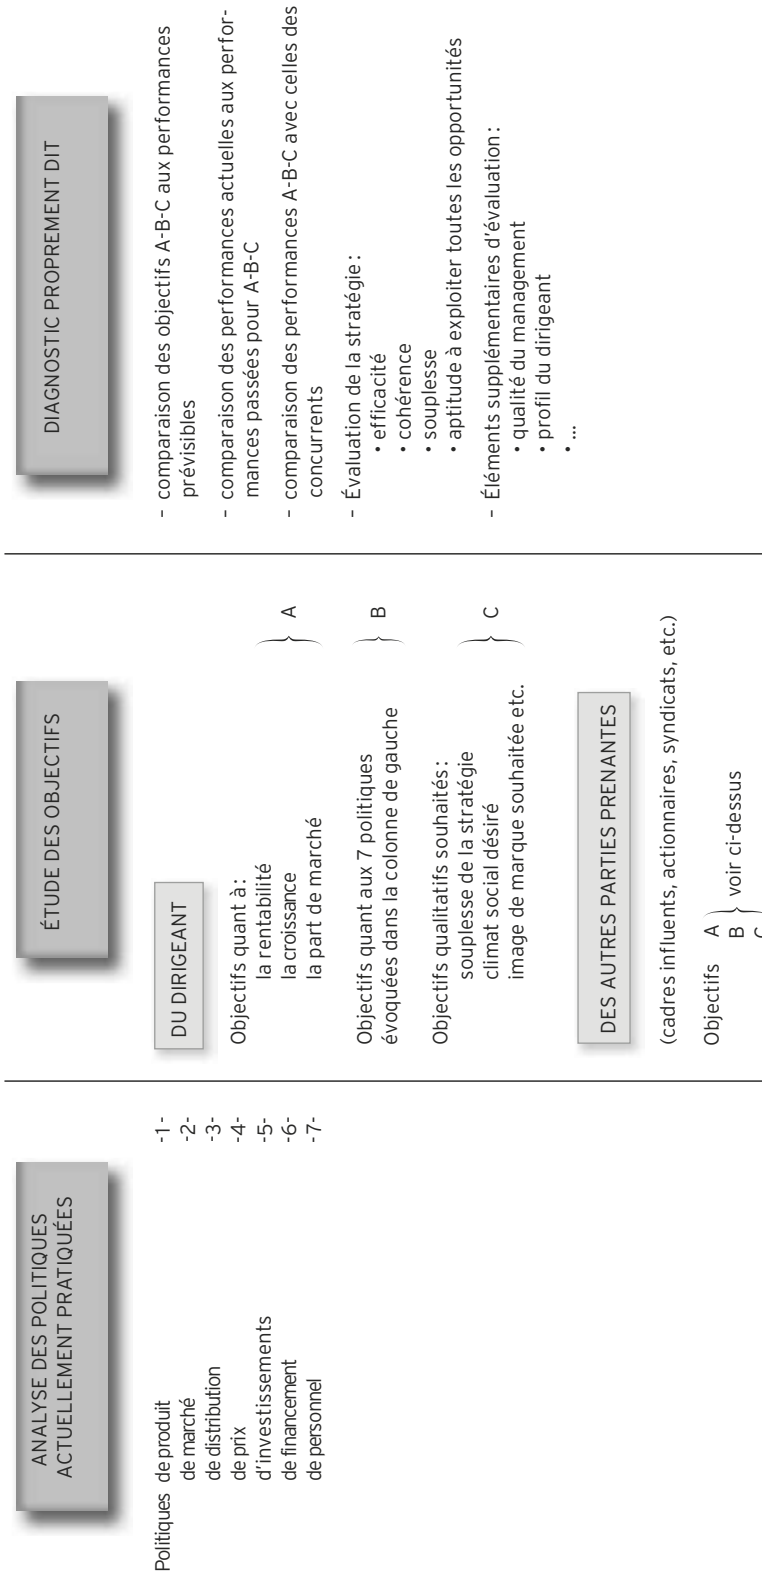 ANALYSE DES POLITIQUES
ACTUELLEMENT PRATIQUÉES
Politiques de produit -1-
de marché -2-
de distribution -3-
de prix -4-
d'investissements -5-
de financement -6-
de personnel -7-
ÉTUDE DES OBJECTIFS
DU DIRIGEANT
Objectifs quant à :
la rentabilité
la croissance
la part de marché
A
Objectifs quant aux 7 politiques
évoquées dans la colonne de gauche
B
Objectifs qualitatifs souhaités :
souplesse de la stratégie
climat social désiré
image de marque souhaitée etc.
C
DES AUTRES PARTIES PRENANTES
(cadres influents, actionnaires, syndicats, etc.)
Objectifs A
B voir ci-dessus
C
DIAGNOSTIC PROPREMENT DIT
– comparaison des objectifs A-B-C aux performances
prévisibles
– comparaison des performances actuelles aux perfor-
mances passées pour A-B-C
– comparaison des performances A-B-C avec celles des
concurrents
– Évaluation de la stratégie :
• efficacité
• cohérence
• souplesse
• aptitude à exploiter toutes les opportunités
– Éléments supplémentaires d'évaluation :
• qualité du management
• profil du dirigeant
• ...